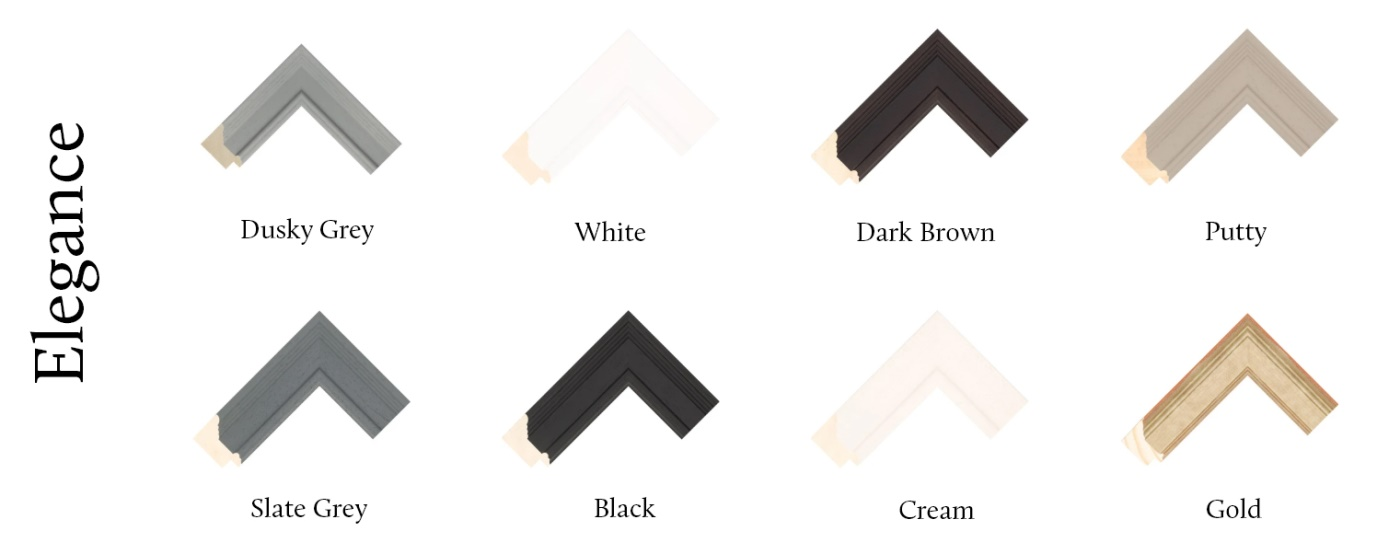 Elegance
Dusky Grey
White
Dark Brown
Putty
Slate Grey
Black
Cream
Gold